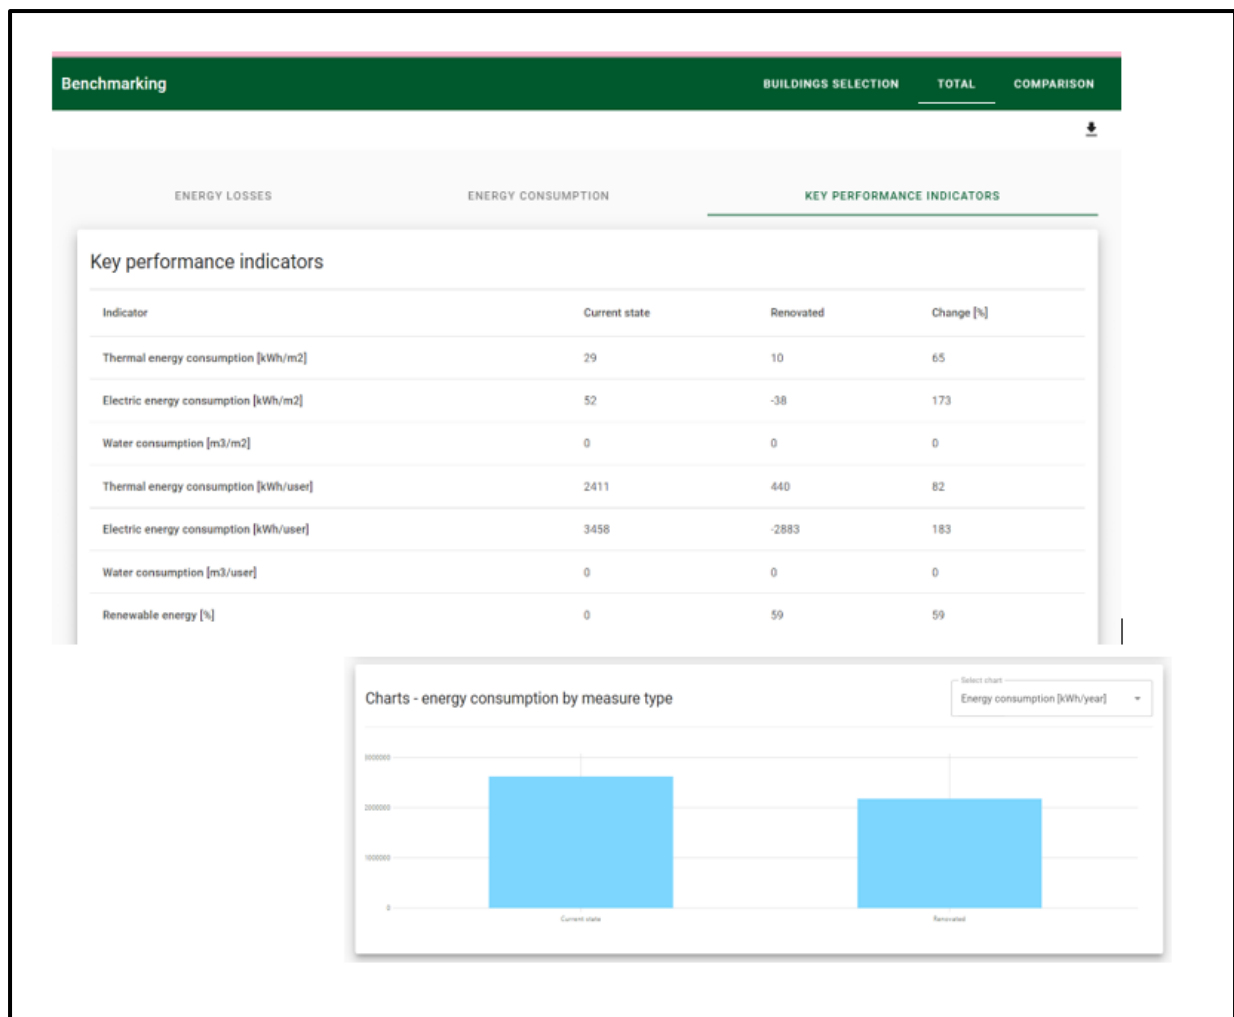 Benchmarking BUILDINGS SELECTION TOTAL COMPARISON
ENERGY LOSSES ENERGY CONSUMPTION KEY PERFORMANCE INDICATORS
Key performance indicators
Indicator Current state Renovated Change [%]
Thermal energy consumption [kWh/m2] 29 10 65
Electric energy consumption [kWh/m2] 52 -38 173
Water consumption [m3/m2] 0 0 0
Thermal energy consumption [kWh/user] 2411 440 82
Electric energy consumption [kWh/user] 3458 -2883 183
Water consumption [m3/user] 0 0 0
Renewable energy [%] 0 59 59
Select chart
Charts - energy consumption by measure type Energy consumption [kWh/year]
3000000
2000000
1000000
0
Current state Renovated